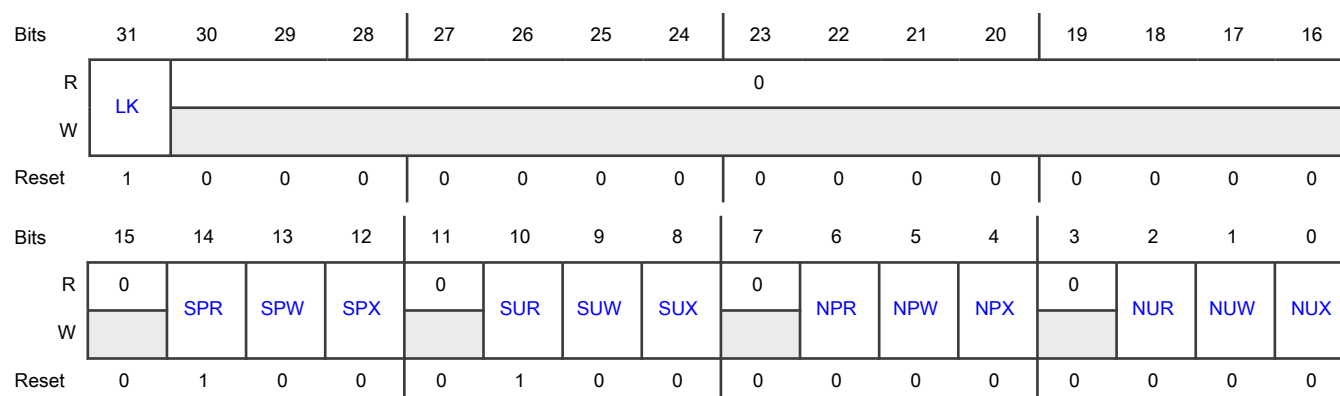 Bits 31 30 29 28 27 26 25 24 23 22 21 20 19 18 17 16
R LK 0
W
Reset 1 0 0 0 0 0 0 0 0 0 0 0 0 0 0 0
Bits 15 14 13 12 11 10 9 8 7 6 5 4 3 2 1 0
R 0 SPR SPW SPX 0 SUR SUW SUX 0 NPR NPW NPX 0 NUR NUW NUX
W
Reset 0 1 0 0 0 1 0 0 0 0 0 0 0 0 0 0